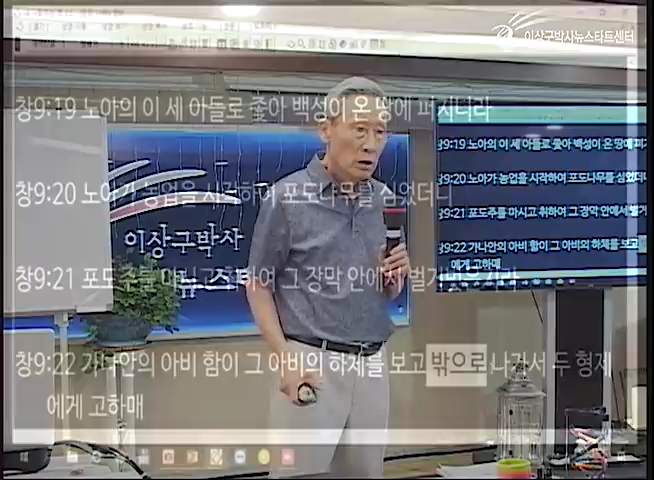 이상구박사뉴스타트센터
창9:19 노아의 이 세 아들로 좇아 백성이 온 땅에 퍼지니라
창9:20 노아가 농업을 시작하여 포도나무를 심었더니
창9:21 포도주를 마시고 취하여 그 장막 안에서 벌거벗은지라
창9:22 가나안의 아비 함이 그 아비의 하체를 보고 밖으로 나가서 두 형제
에게 고하매
이상구박사
뉴스
창9:19 노아의 이 세 아들로 좇아 백성이 온 땅에 퍼지
창9:20 노아가 농업을 시작하여 포도나무를 심었더니
창9:21 포도주를 마시고 취하여 그 장막 안에서 벌거
창9:22 가나안의 아비 함이 그 아비의 하체를 보고
에게 고하매